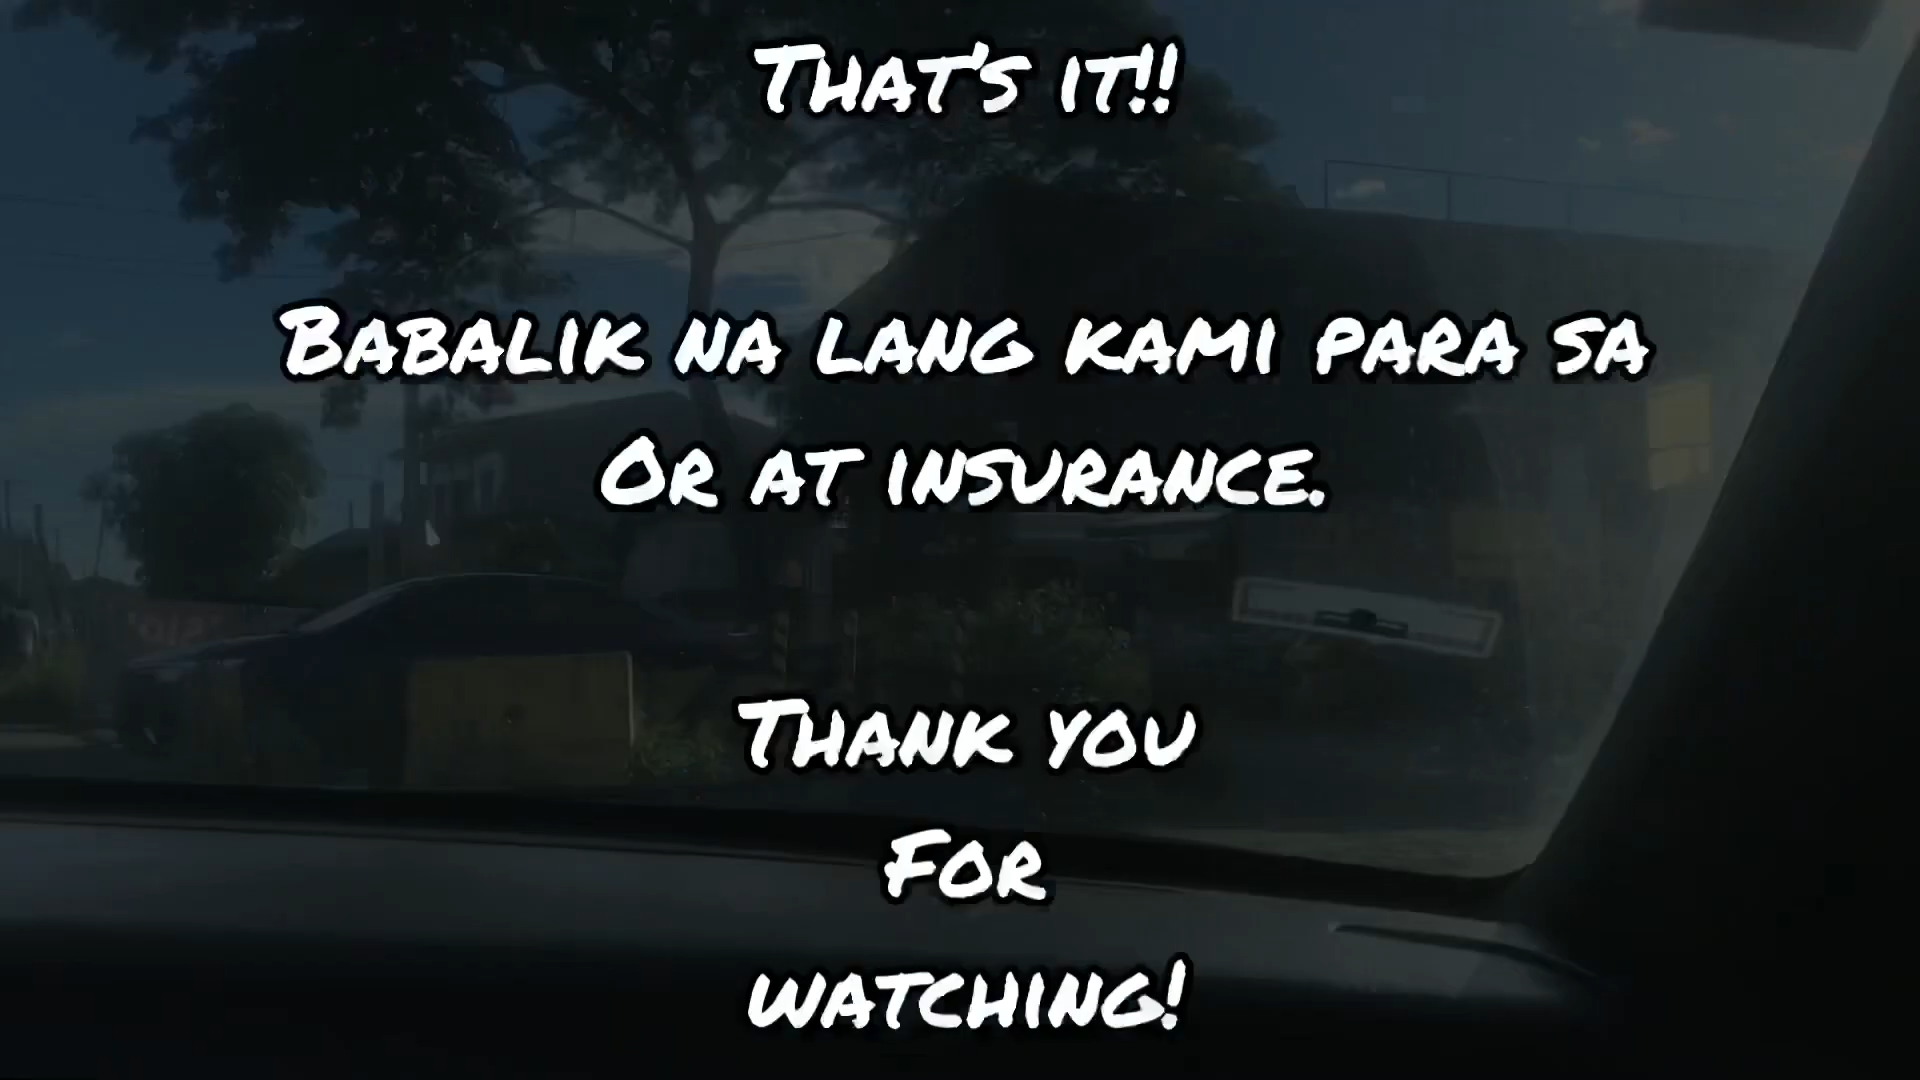 That's it!!
Babalik na lang kami para sa
Or at insurance.
Thank you
For
watching!